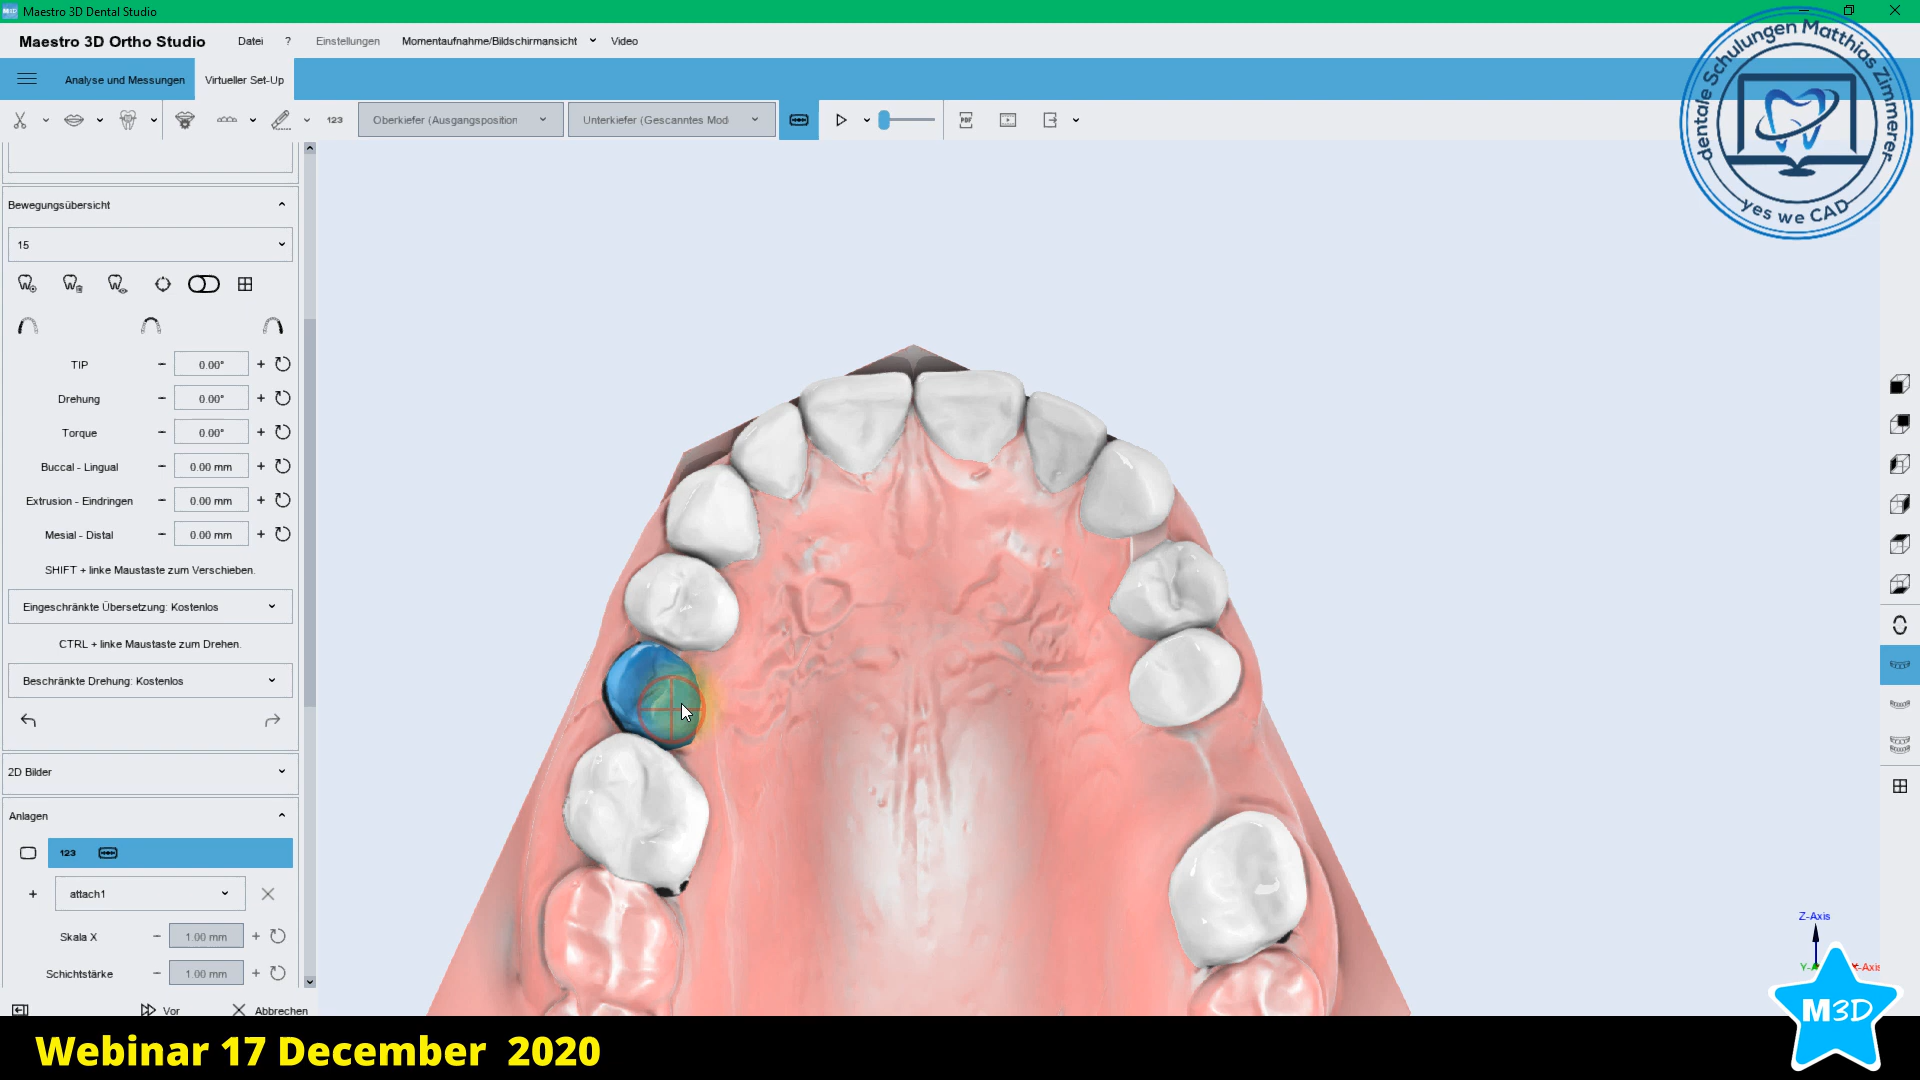 Maestro 3D Dental Studio
Maestro 3D Ortho Studio
Datei
?
Einstellungen
Momentaufnahme/Bildschirmansicht
Video
Analyse und Messungen
Virtueller Set-Up
123
Oberkiefer (Ausgangsposition
Unterkiefer (Gescanntes Mod
PDF
dentale Schulungen Matthias Zimmerer
yes we CAD
Bewegungsübersicht
15
TIP
0.00°
Drehung
0.00°
Torque
0.00°
Buccal - Lingual
0.00 mm
Extrusion - Eindringen
0.00 mm
Mesial - Distal
0.00 mm
SHIFT + linke Maustaste zum Verschieben.
Eingeschränkte Übersetzung: Kostenlos
CTRL + linke Maustaste zum Drehen.
Beschränkte Drehung: Kostenlos
2D Bilder
Anlagen
123
attach1
Skala X
1.00 mm
Schichtstärke
1.00 mm
Vor
Abbrechen
Z-Axis
M3D
Webinar 17 December 2020